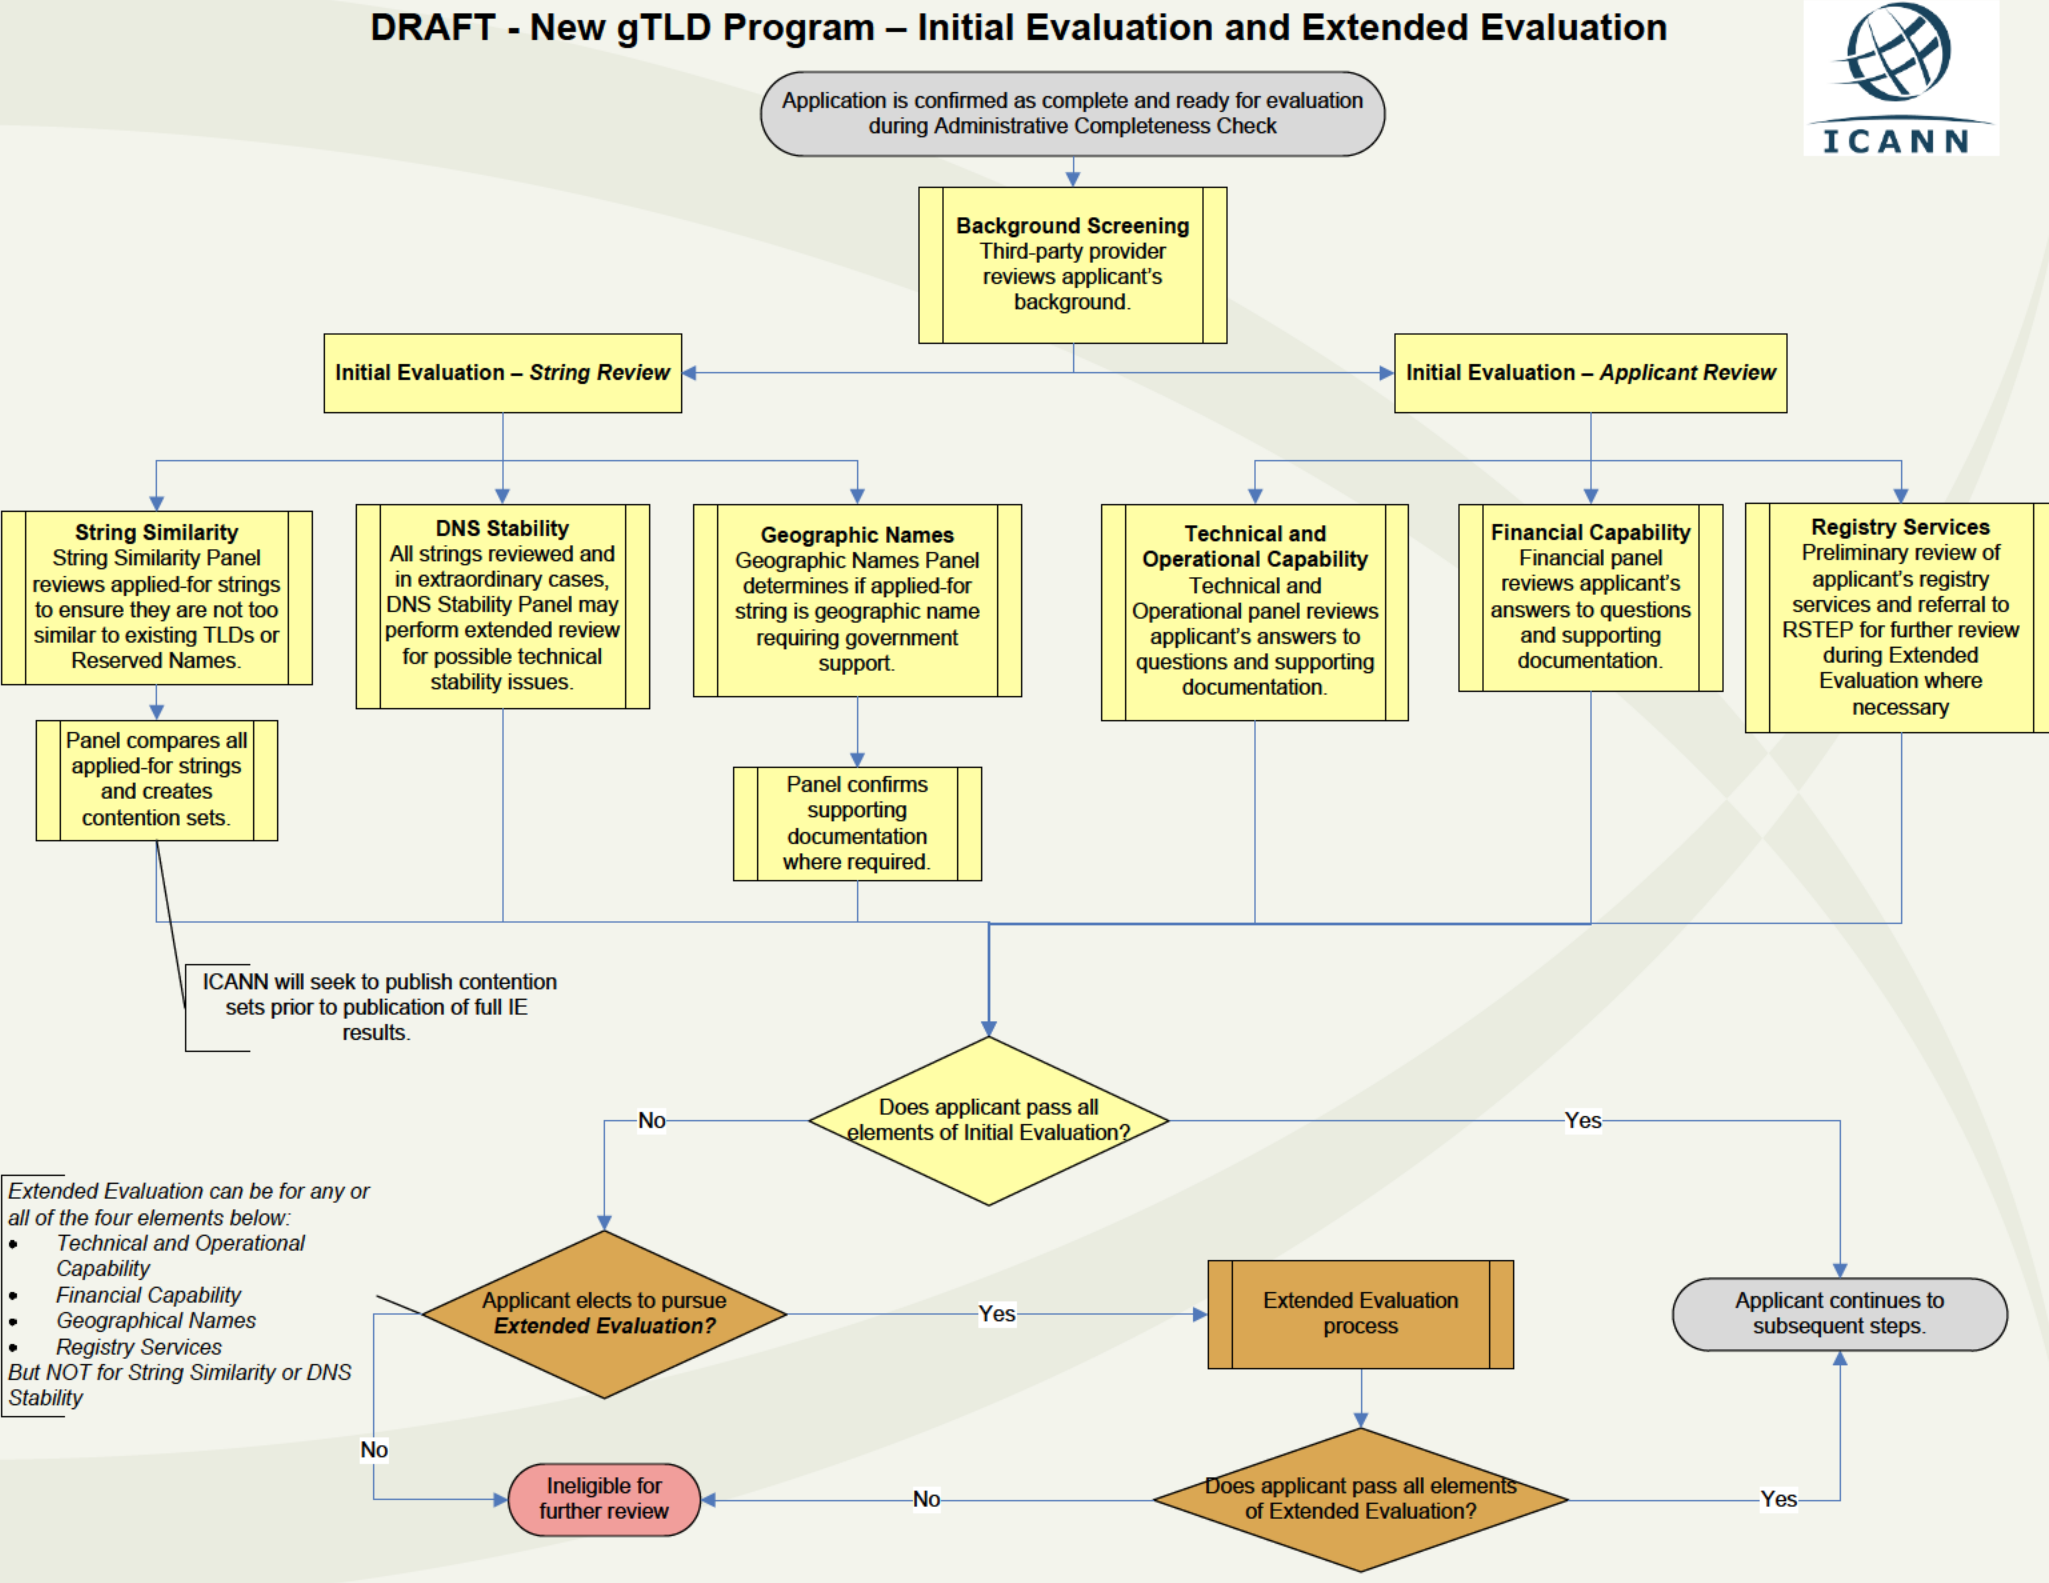 DRAFT - New gTLD Program – Initial Evaluation and Extended Evaluation
ICANN
Application is confirmed as complete and ready for evaluation
during Administrative Completeness Check
Background Screening
Third-party provider
reviews applicant's
background.
Initial Evaluation – String Review
Initial Evaluation – Applicant Review
String Similarity
String Similarity Panel
reviews applied-for strings
to ensure they are not too
similar to existing TLDs or
Reserved Names.
DNS Stability
All strings reviewed and
in extraordinary cases,
DNS Stability Panel may
perform extended review
for possible technical
stability issues.
Geographic Names
Geographic Names Panel
determines if applied-for
string is geographic name
requiring government
support.
Technical and
Operational Capability
Technical and
Operational panel reviews
applicant's answers to
questions and supporting
documentation.
Financial Capability
Financial panel
reviews applicant's
answers to questions
and supporting
documentation.
Registry Services
Preliminary review of
applicant's registry
services and referral to
RSTEP for further review
during Extended
Evaluation where
necessary
Panel compares all
applied-for strings
and creates
contention sets.
Panel confirms
supporting
documentation
where required.
ICANN will seek to publish contention
sets prior to publication of full IE
results.
Does applicant pass all
elements of Initial Evaluation?
No
Yes
Extended Evaluation can be for any or
all of the four elements below:
• Technical and Operational
Capability
• Financial Capability
• Geographical Names
• Registry Services
But NOT for String Similarity or DNS
Stability
Applicant elects to pursue
Extended Evaluation?
Yes
Extended Evaluation
process
Applicant continues to
subsequent steps.
No
Ineligible for
further review
No
Does applicant pass all elements
of Extended Evaluation?
Yes